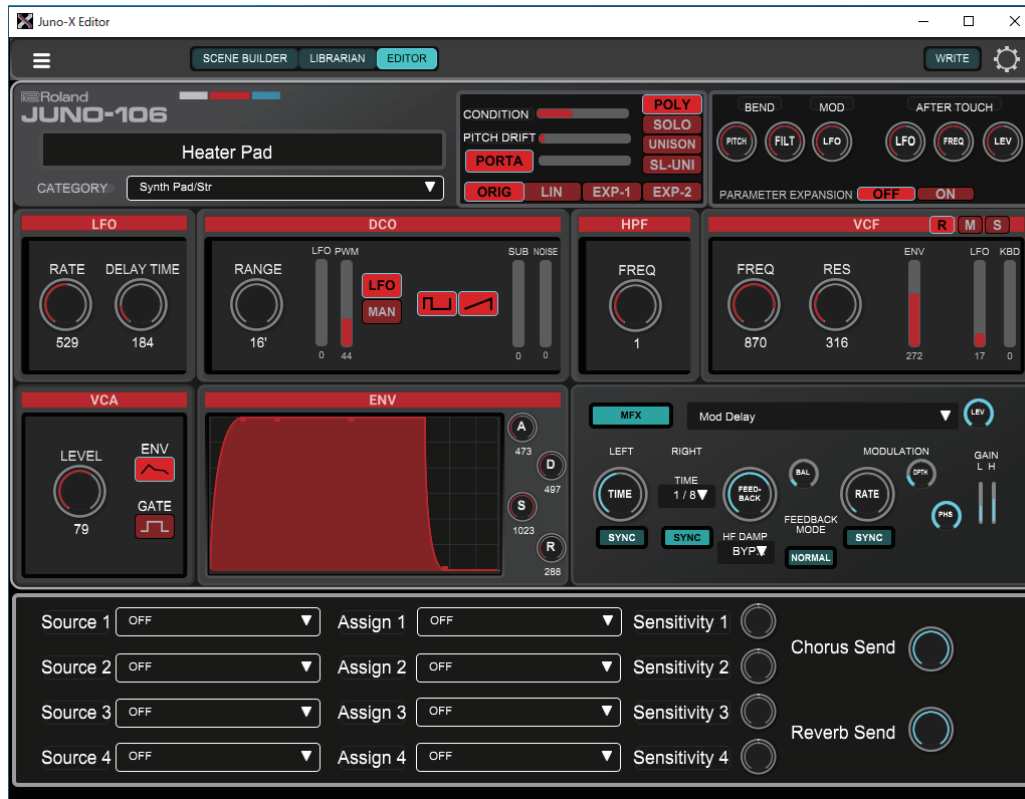 Juno-X Editor
SCENE BUILDER LIBRARIAN EDITOR WRITE
Roland
JUNO-106
Heater Pad
CATEGORY Synth Pad/Str
CONDITION
PITCH DRIFT
PORTA
POLY
SOLO
UNISON
SL-UNI
ORIG LIN EXP-1 EXP-2
BEND MOD AFTER TOUCH
PITCH FILT LFO LFO FREQ LEV
PARAMETER EXPANSION OFF ON
LFO
RATE DELAY TIME
529 184
DCO
LFO PWM SUB NOISE
RANGE
LFO
MAN
16'
0 44 0 0
HPF
FREQ
1
VCF R M S
ENV LFO KBD
FREQ RES
870 316
272 17 0
VCA
LEVEL ENV
GATE
79
ENV
A
473
D
497
S
1023
R
288
MFX Mod Delay LEV
LEFT RIGHT MODULATION GAIN
L H
TIME
TIME 1 / 8 FEED-
BACK
BAL RATE DPTH
PHS
SYNC SYNC HF DAMP
BYP.
FEEDBACK
MODE
NORMAL
SYNC
Source 1 OFF Assign 1 OFF Sensitivity 1
Source 2 OFF Assign 2 OFF Sensitivity 2
Source 3 OFF Assign 3 OFF Sensitivity 3
Source 4 OFF Assign 4 OFF Sensitivity 4
Chorus Send
Reverb Send